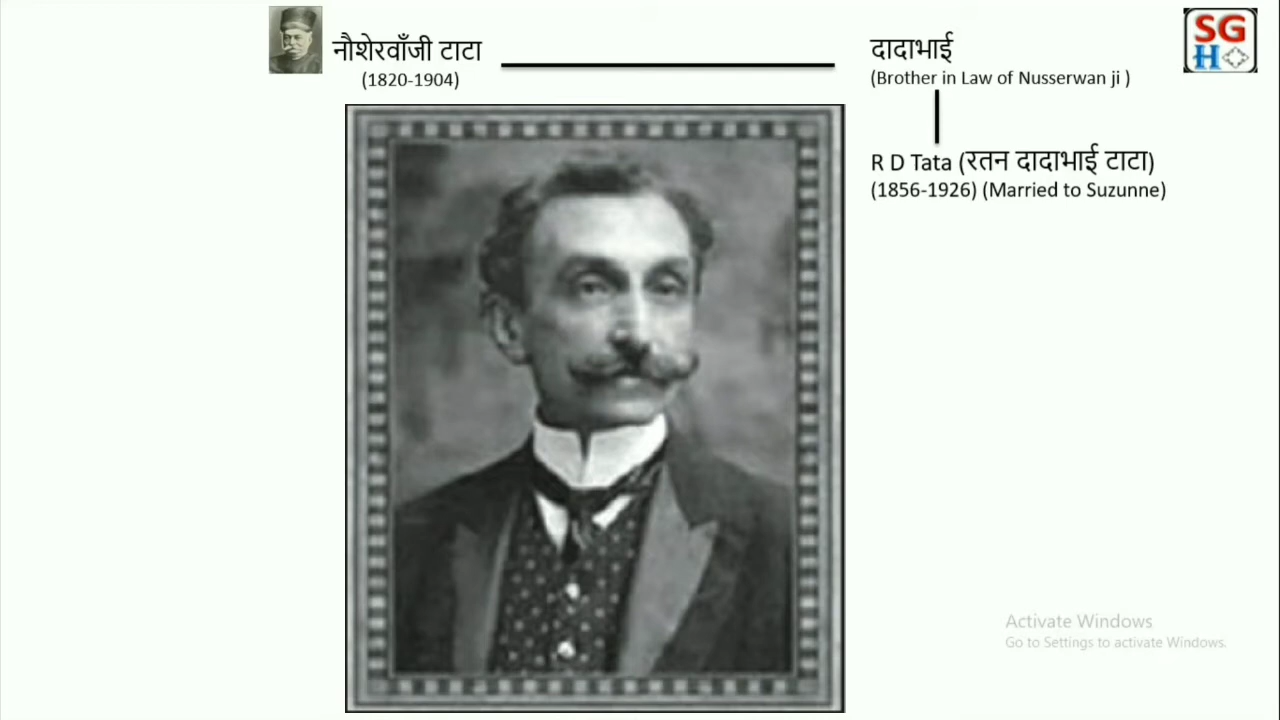 नौशेरवाँजी टाटा
(1820-1904)
दादाभाई
(Brother in Law of Nusserwan ji )
R D Tata (रतन दादाभाई टाटा)
(1856-1926) (Married to Suzunne)
SG
H
Activate Windows
Go to Settings to activate Windows.